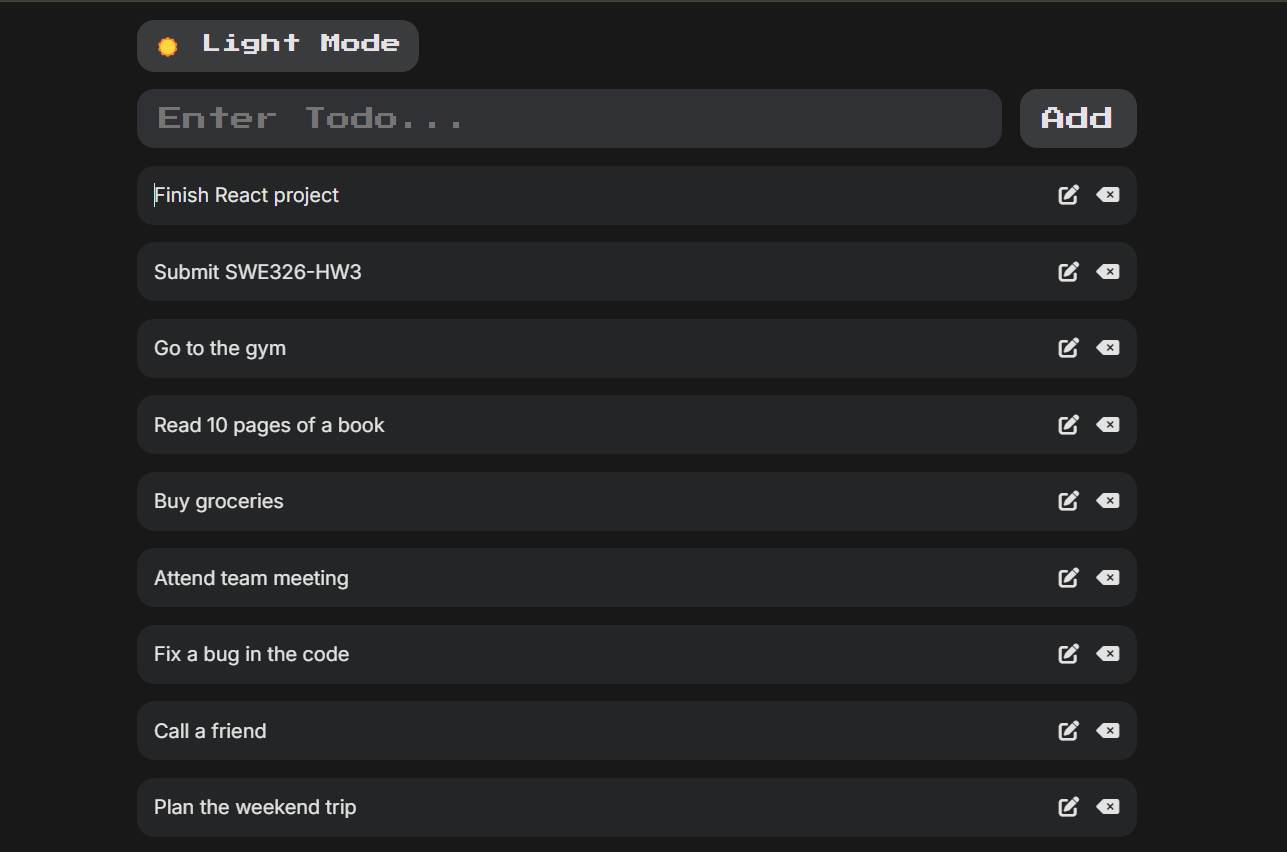 Light Mode
Enter Todo...
Add
Finish React project
Submit SWE326-HW3
Go to the gym
Read 10 pages of a book
Buy groceries
Attend team meeting
Fix a bug in the code
Call a friend
Plan the weekend trip